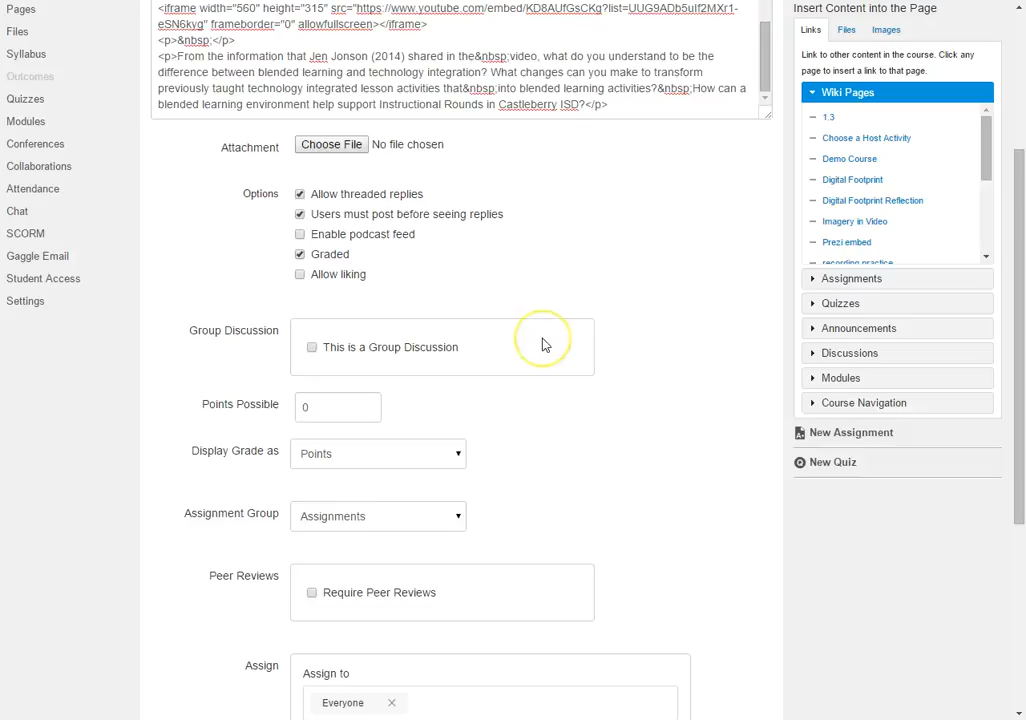 Pages
Files
Syllabus
Outcomes
Quizzes
Modules
Conferences
Collaborations
Attendance
Chat
SCORM
Gaggle Email
Student Access
Settings
<iframe width="560" height="315" src="https://www.youtube.com/embed/KD8AUfGsCKg?list=UUG9ADb5uIf2MXr1-
eSN6kyg" frameborder="0" allowfullscreen></iframe>
<p>&nbsp;</p>
<p>From the information that Jen Jonson (2014) shared in the&nbsp;video, what do you understand to be the
difference between blended learning and technology integration? What changes can you make to transform
previously taught technology integrated lesson activities that&nbsp;into blended learning activities?&nbsp;How can a
blended learning environment help support Instructional Rounds in Castleberry ISD?</p>
Attachment Choose File No file chosen
Options Allow threaded replies
Users must post before seeing replies
Enable podcast feed
Graded
Allow liking
Group Discussion
This is a Group Discussion
Points Possible 0
Display Grade as Points
Assignment Group Assignments
Peer Reviews
Require Peer Reviews
Assign
Assign to
Everyone ×
Insert Content into the Page
Links Files Images
Link to other content in the course. Click any
page to insert a link to that page.
Wiki Pages
1.3
Choose a Host Activity
Demo Course
Digital Footprint
Digital Footprint Reflection
Imagery in Video
Prezi embed
recording practice
Assignments
Quizzes
Announcements
Discussions
Modules
Course Navigation
New Assignment
New Quiz